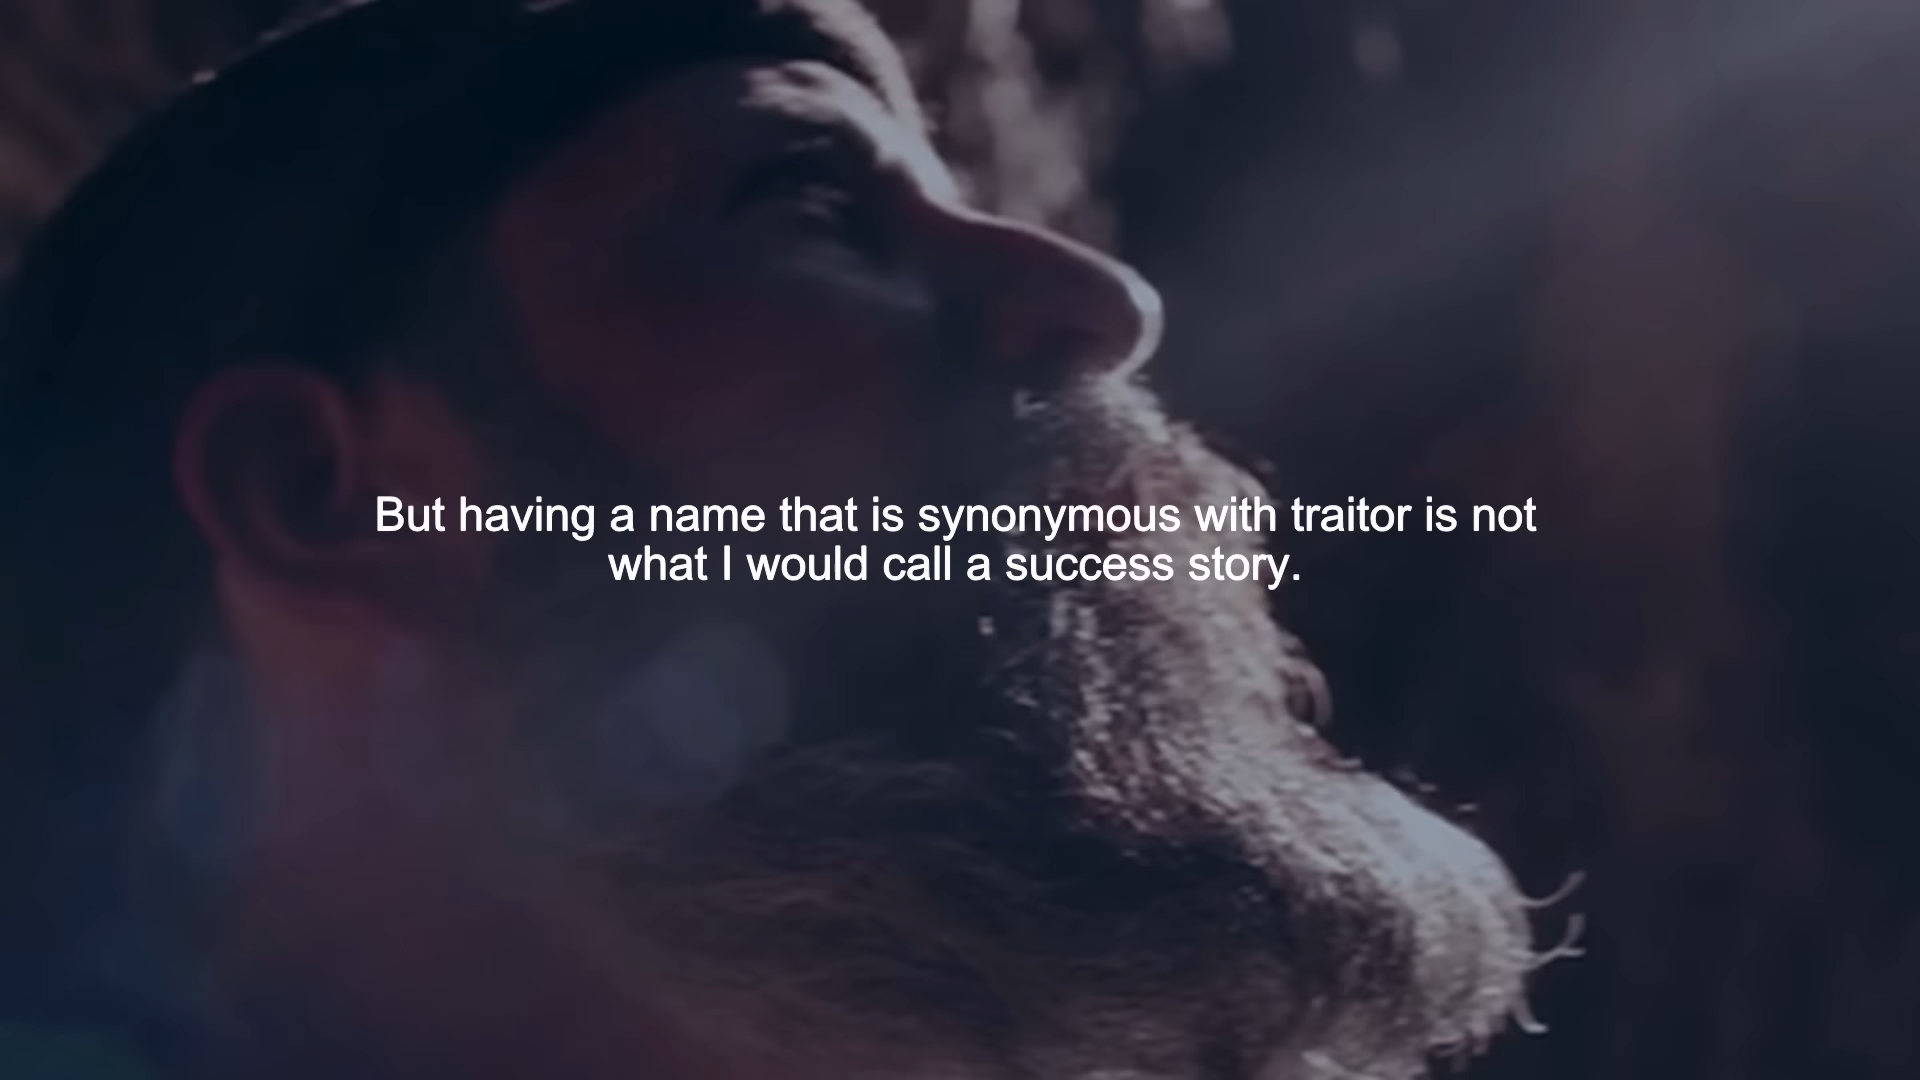 But having a name that is synonymous with traitor is not
what I would call a success story.